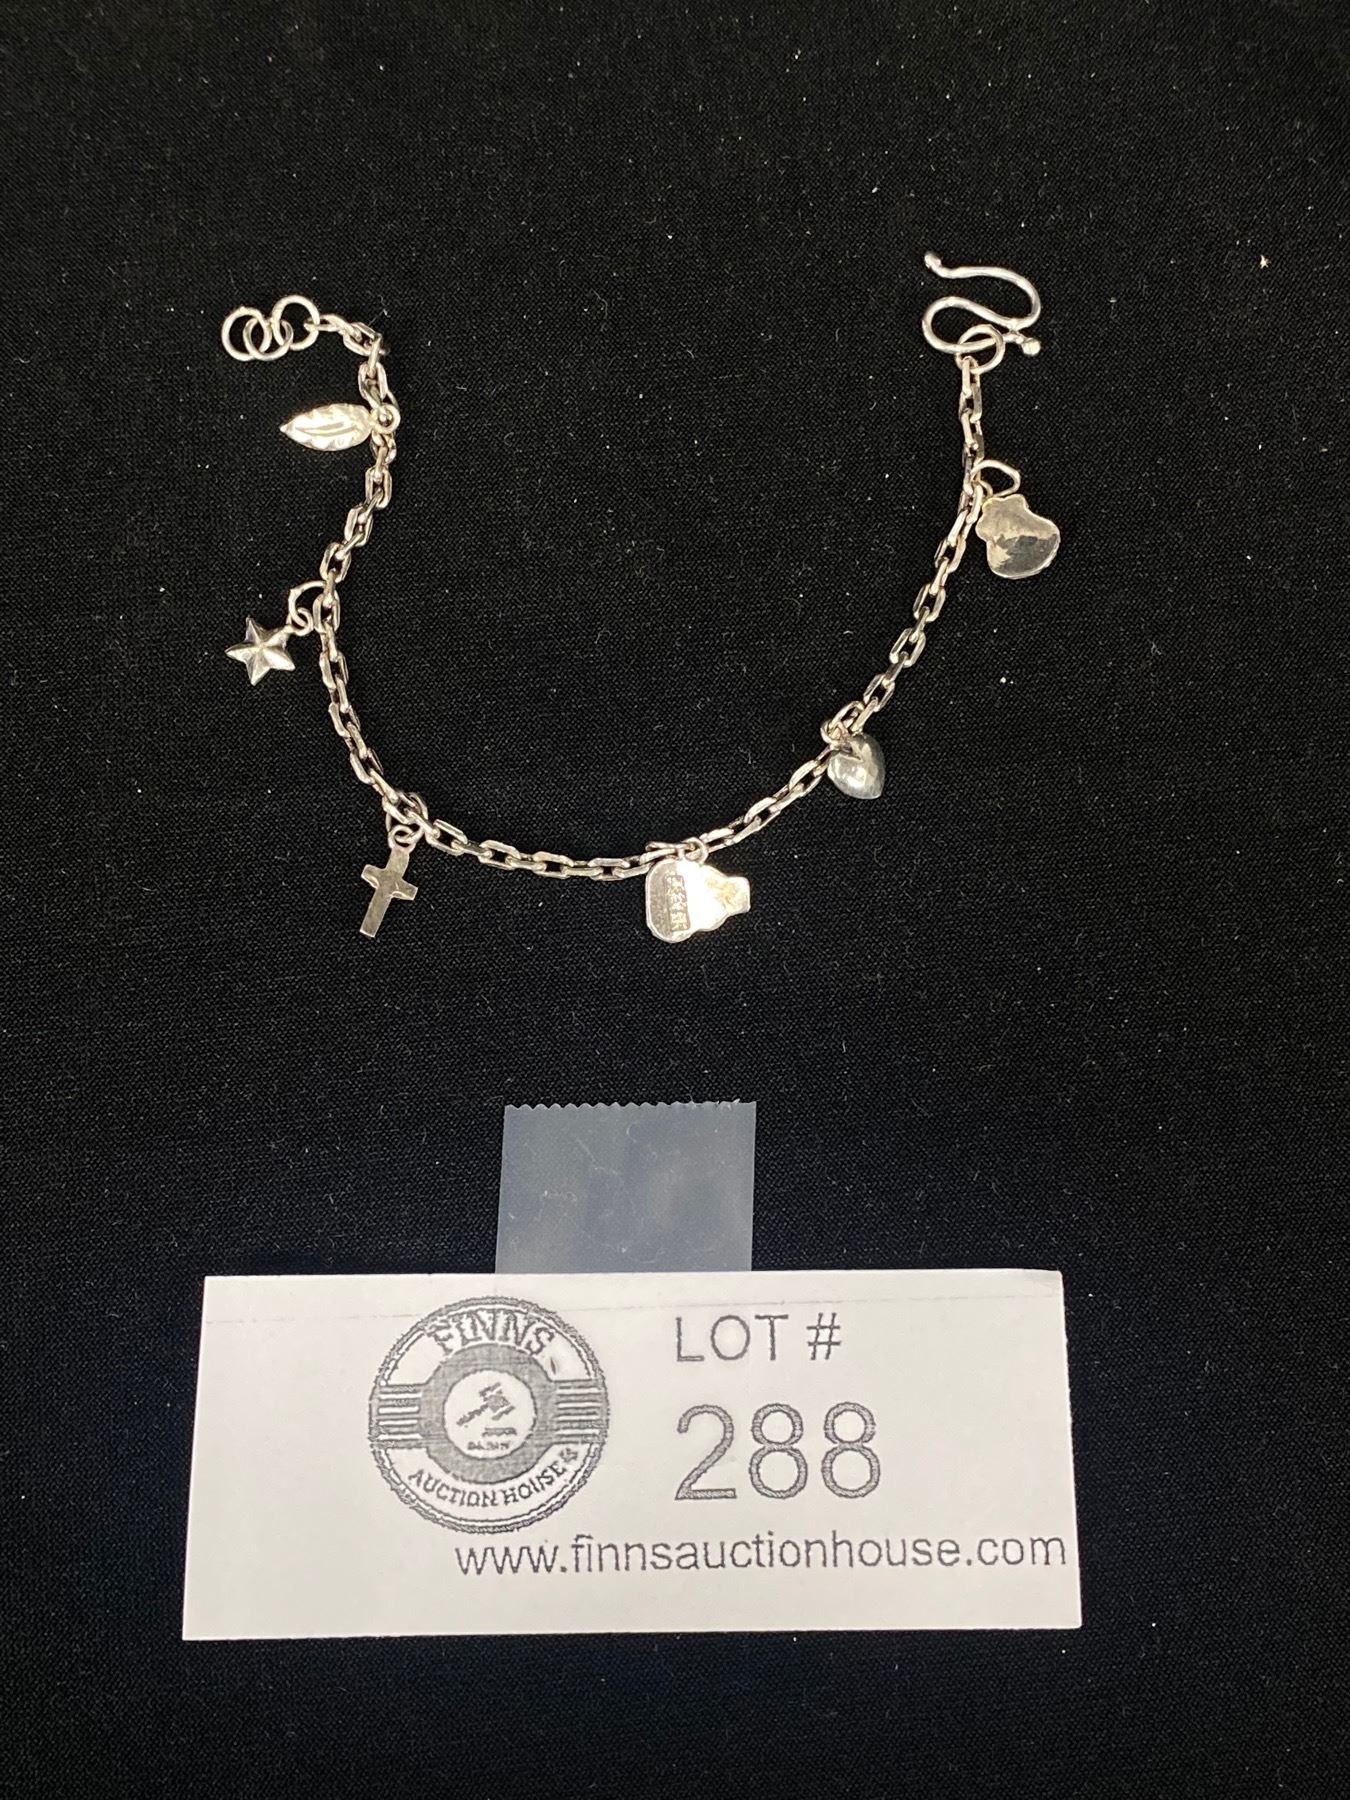 FINNS
AUCTION HOUSE
LOT #
288
www.finnsauctionhouse.com